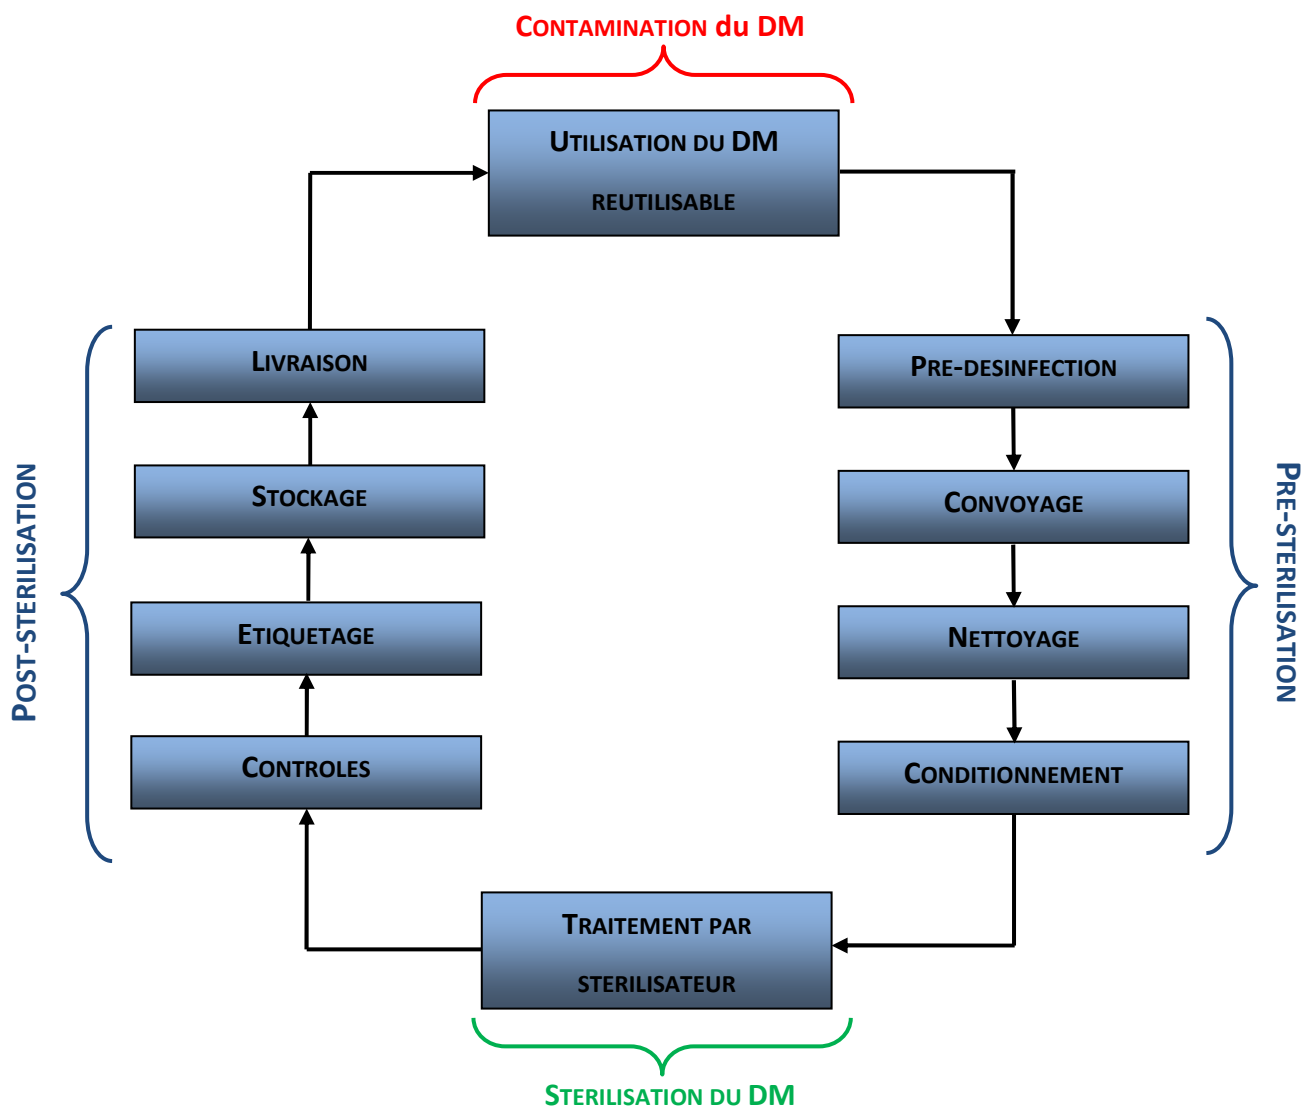 CONTAMINATION du DM
UTILISATION DU DM
REUTILISABLE
LIVRAISON
PRE-DESINFECTION
STOCKAGE
CONVOYAGE
ETIQUETAGE
NETTOYAGE
CONTROLES
CONDITIONNEMENT
TRAITEMENT PAR
STERILISATEUR
STERILISATION DU DM
POST-STERILISATION
PRE-STERILISATION